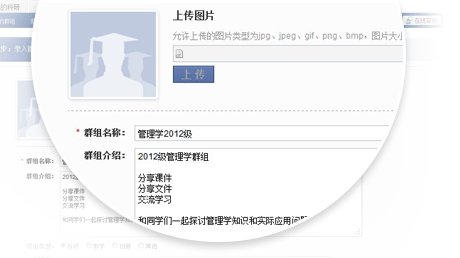 上传图片
允许上传的图片类型为jpg、jpeg、gif、png、bmp，图片大小
上传
* 群组名称： 管理学2012级
群组介绍： 2012级管理学群组
分享课件
分享文件
交流学习
和同学们一起探讨管理学知识和实际应用问题